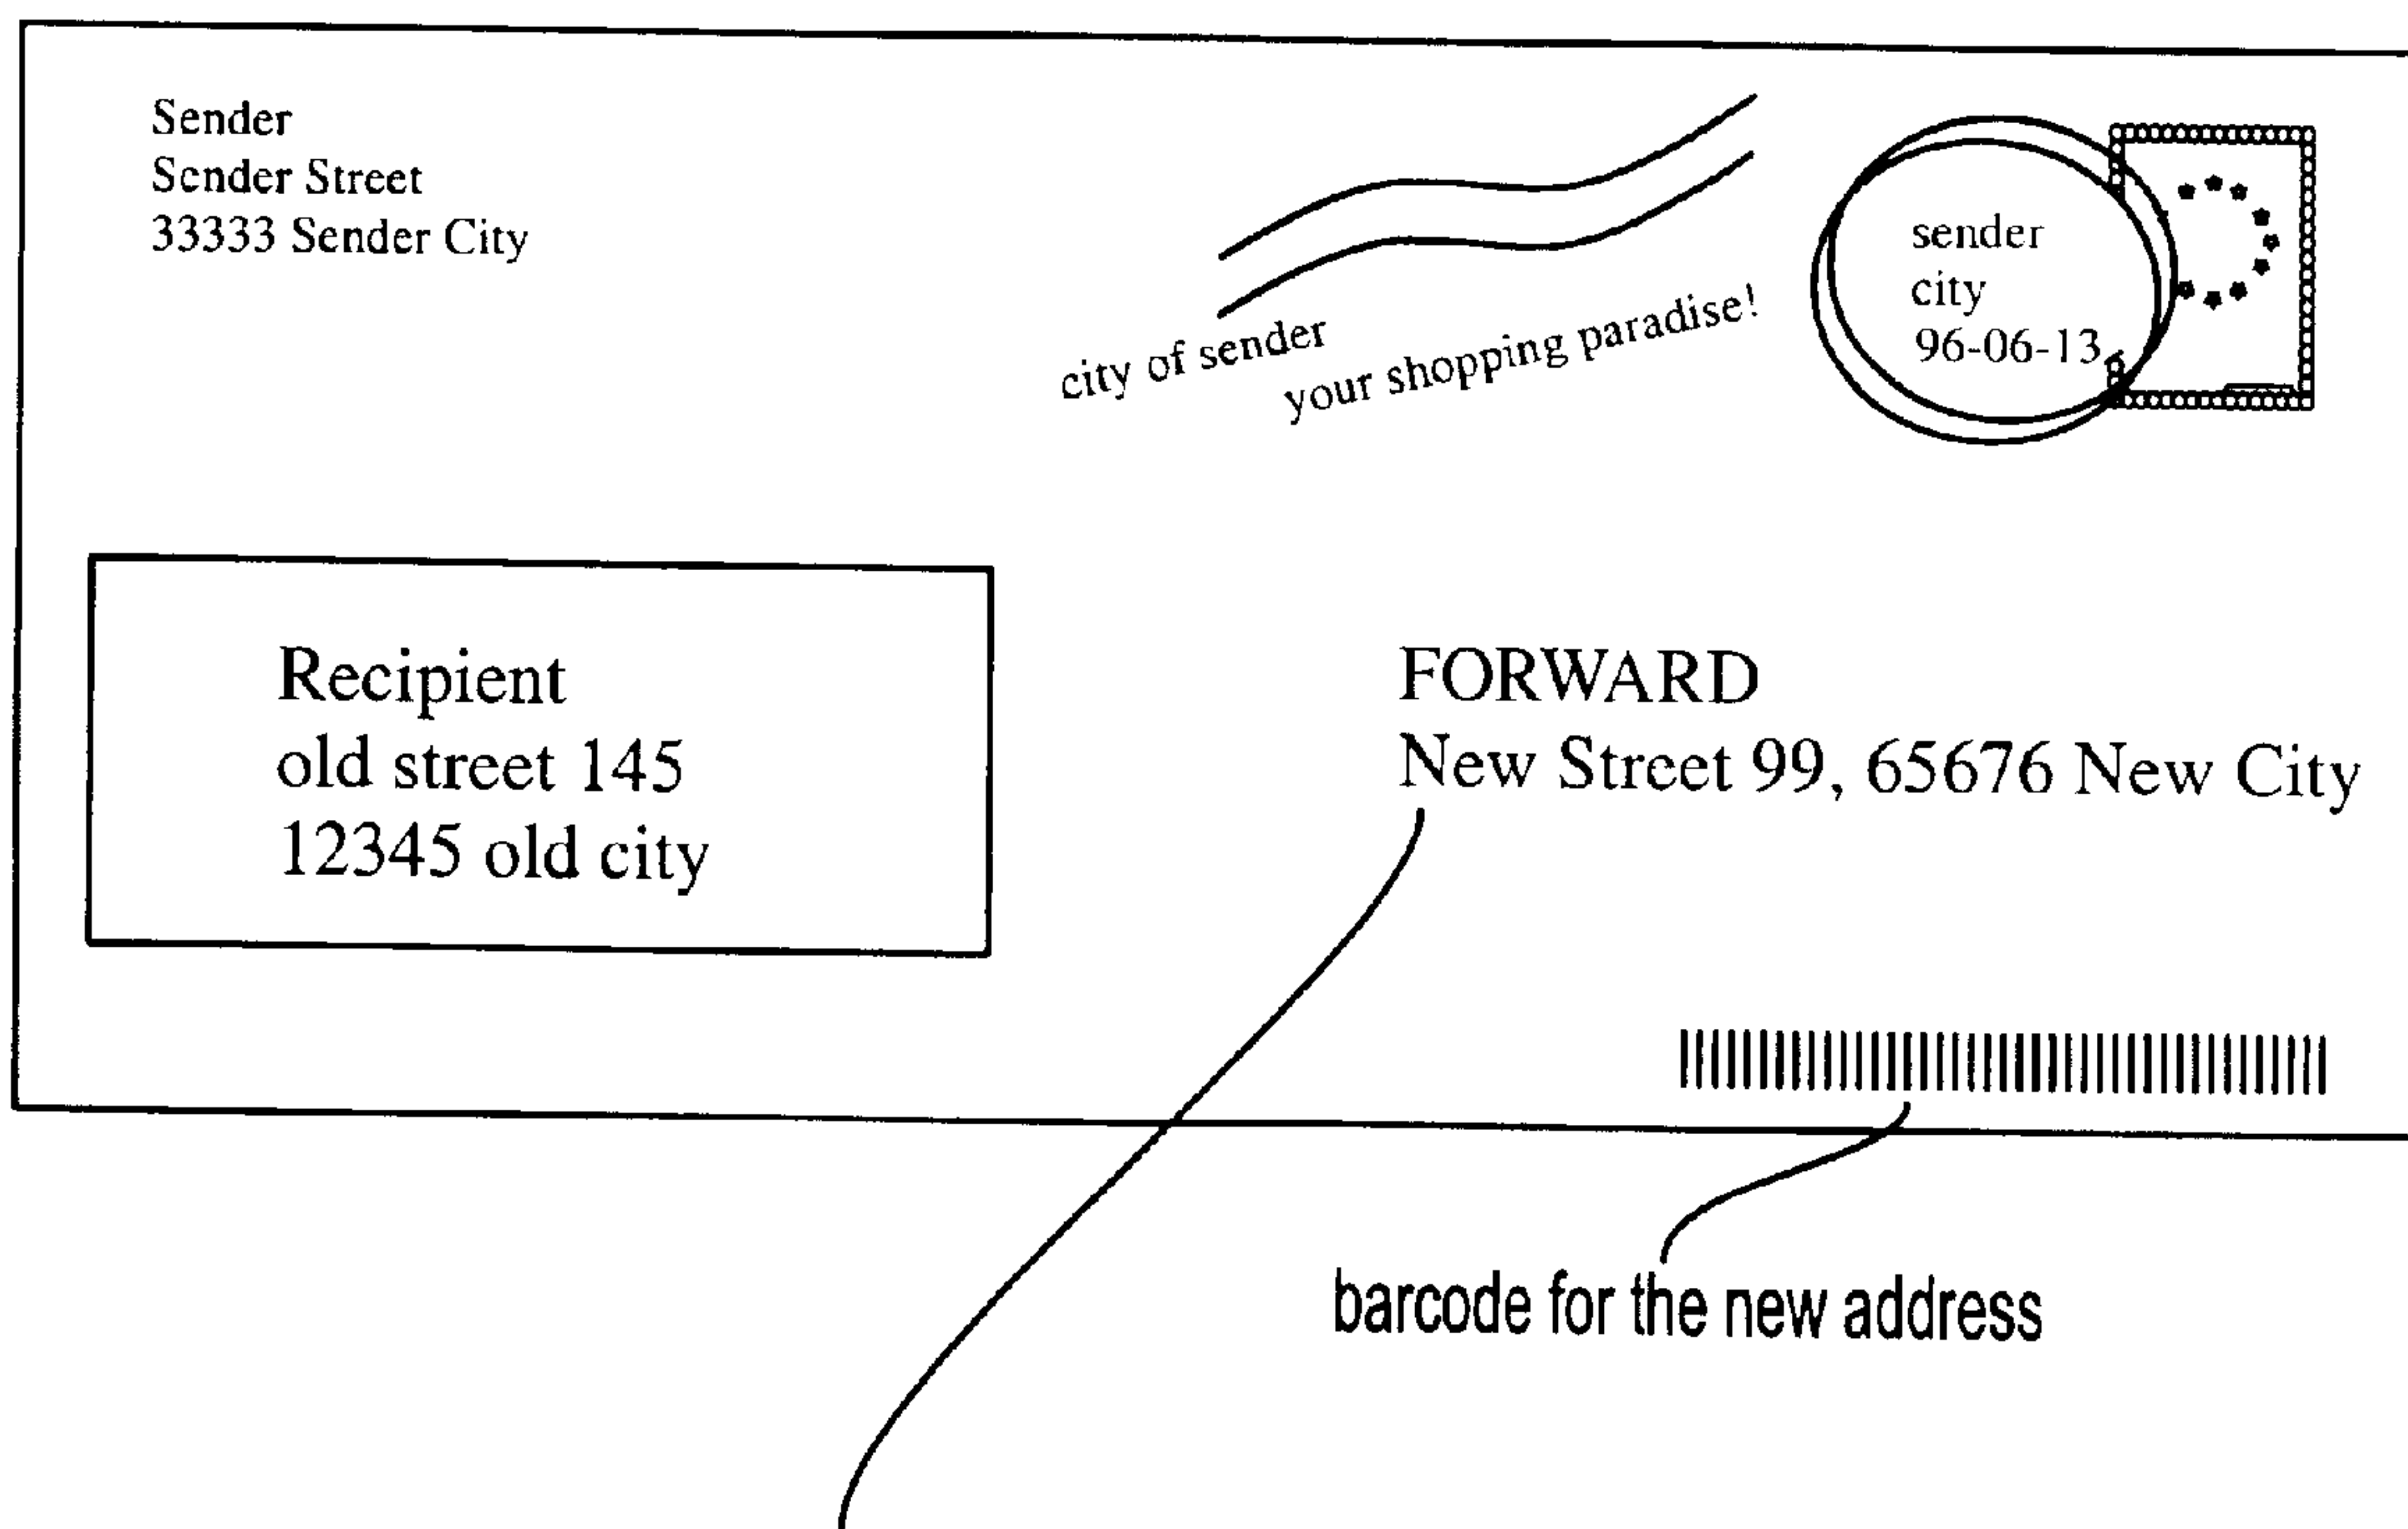 Sender
Sender Street
33333 Sender City
city of sender
your shopping paradise!
sender
city
96-06-13
Recipient
old street 145
12345 old city
FORWARD
New Street 99, 65676 New City
barcode for the new address